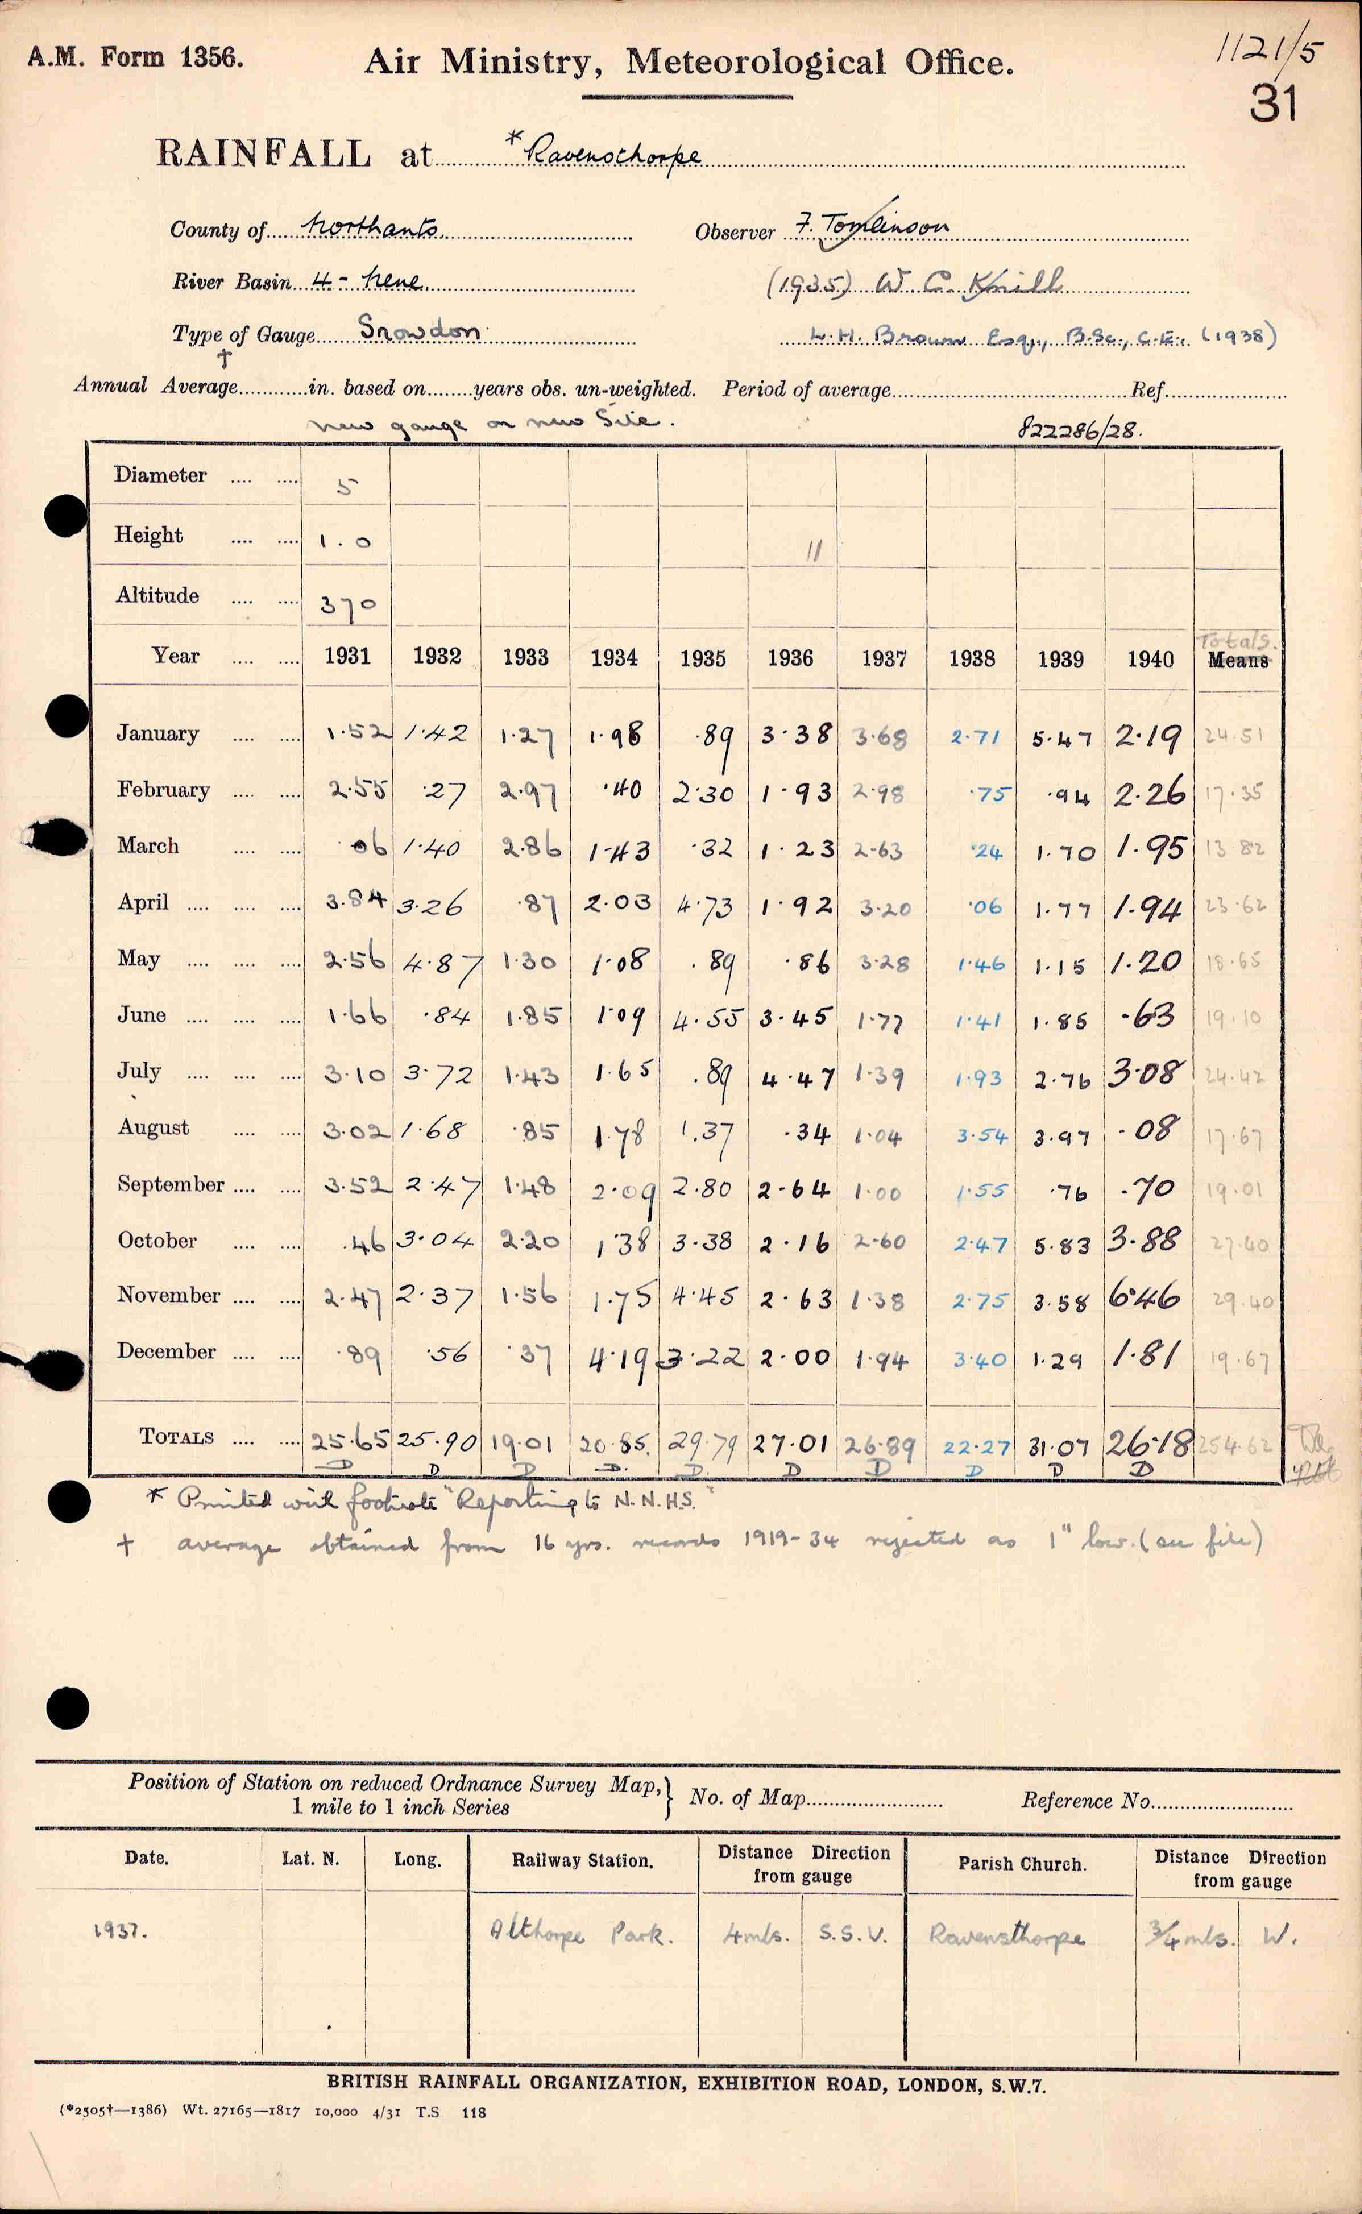 A.M. Form 1356. Air Ministry, Meteorological Office. 1121/5
31
RAINFALL at *Ravensthorpe
County of Northants Observer F. Tomlinson
River Basin 4 - Nene (1935) W. C. Knill
Type of Gauge Snowdon L. H. Brown Esq., B.Sc., C.E., (1938)
†
Annual Average............in. based on........years obs. un-weighted. Period of average........................ Ref................
new gauge on new Site. 822286/28.
Diameter .... .... 5
Height .... .... 1.0 11
Altitude .... .... 370
Totals.
Year .... .... 1931 1932 1933 1934 1935 1936 1937 1938 1939 1940 Means
January .... .... 1.52 1.42 1.27 1.98 .89 3.38 3.68 2.71 5.47 2.19 24.51
February .... .... 2.55 .27 2.97 .40 2.30 1.93 2.98 .75 .94 2.26 17.35
March .... .... .06 1.40 2.86 1.43 .32 1.23 2.63 .24 1.70 1.95 13 82
April .... .... .... 3.84 3.26 .87 2.03 4.73 1.92 3.20 .06 1.77 1.94 23.62
May .... .... .... 2.56 4.87 1.30 1.08 .89 .86 3.28 1.46 1.15 1.20 18.65
June .... .... .... 1.66 .84 1.85 1.09 4.55 3.45 1.77 1.41 1.85 .63 19.10
July .... .... .... 3.10 3.72 1.43 1.65 .89 4.47 1.39 1.93 2.76 3.08 24.42
August .... .... 3.02 1.68 .85 1.78 1.37 .34 1.04 3.54 3.97 .08 17.67
September .... .... 3.52 2.47 1.48 2.09 2.80 2.64 1.00 1.55 .76 .70 19.01
October .... .... .46 3.04 2.20 1.38 3.38 2.16 2.60 2.47 5.83 3.88 27.40
November .... .... 2.47 2.37 1.56 1.75 4.45 2.63 1.38 2.75 3.58 6.46 29.40
December .... .... .89 .56 .37 4.19 3.22 2.00 1.94 3.40 1.29 1.81 19.67
TOTALS .... .... 25.65 25.90 19.01 20.85. 29.79 27.01 26.89 22.27 31.07 26.18 254.62
D D D D. D. D D D D D
* Printed with footnote "Reporting to N.N.H.S."
† average obtained from 16 yrs. records 1919-34 rejected as 1" low. (see file)
Position of Station on reduced Ordnance Survey Map, } No. of Map........................ Reference No.........................
1 mile to 1 inch Series
Date. Lat. N. Long. Railway Station. Distance Direction from gauge Parish Church. Distance Direction from gauge
1937. Althorpe Park. 4 mls. S.S.W. Ravensthorpe 3/4 mls. W.
BRITISH RAINFALL ORGANIZATION, EXHIBITION ROAD, LONDON, S.W.7.
(*2505†—1386) Wt. 27165—1817 10,000 4/31 T.S 118